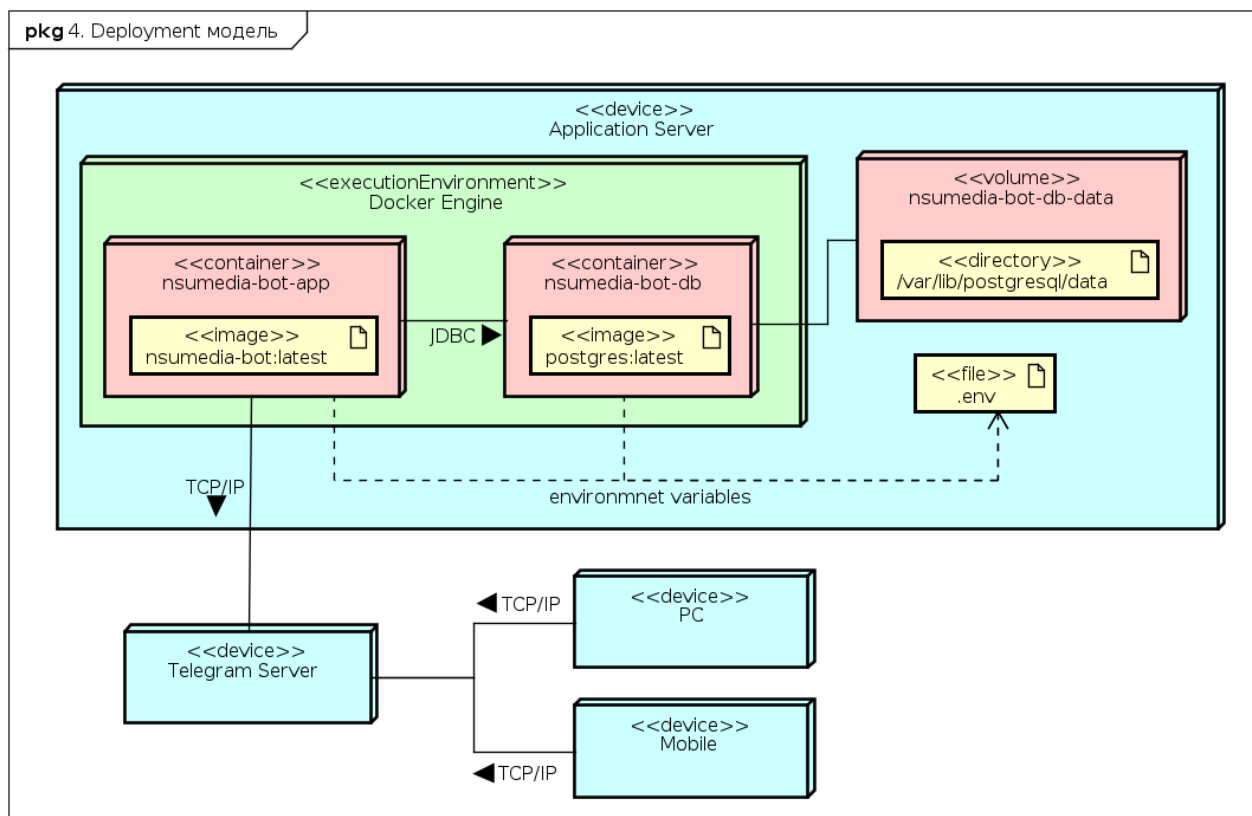 pkg 4. Deployment модель
<<device>>
Application Server
<<executionEnvironment>>
Docker Engine
<<container>>
nsumedia-bot-app
<<image>>
nsumedia-bot:latest
JDBC
<<container>>
nsumedia-bot-db
<<image>>
postgres:latest
<<volume>>
nsumedia-bot-db-data
<<directory>>
/var/lib/postgresql/data
<<file>>
.env
environmnet variables
TCP/IP
<<device>>
Telegram Server
TCP/IP
<<device>>
PC
<<device>>
Mobile
TCP/IP